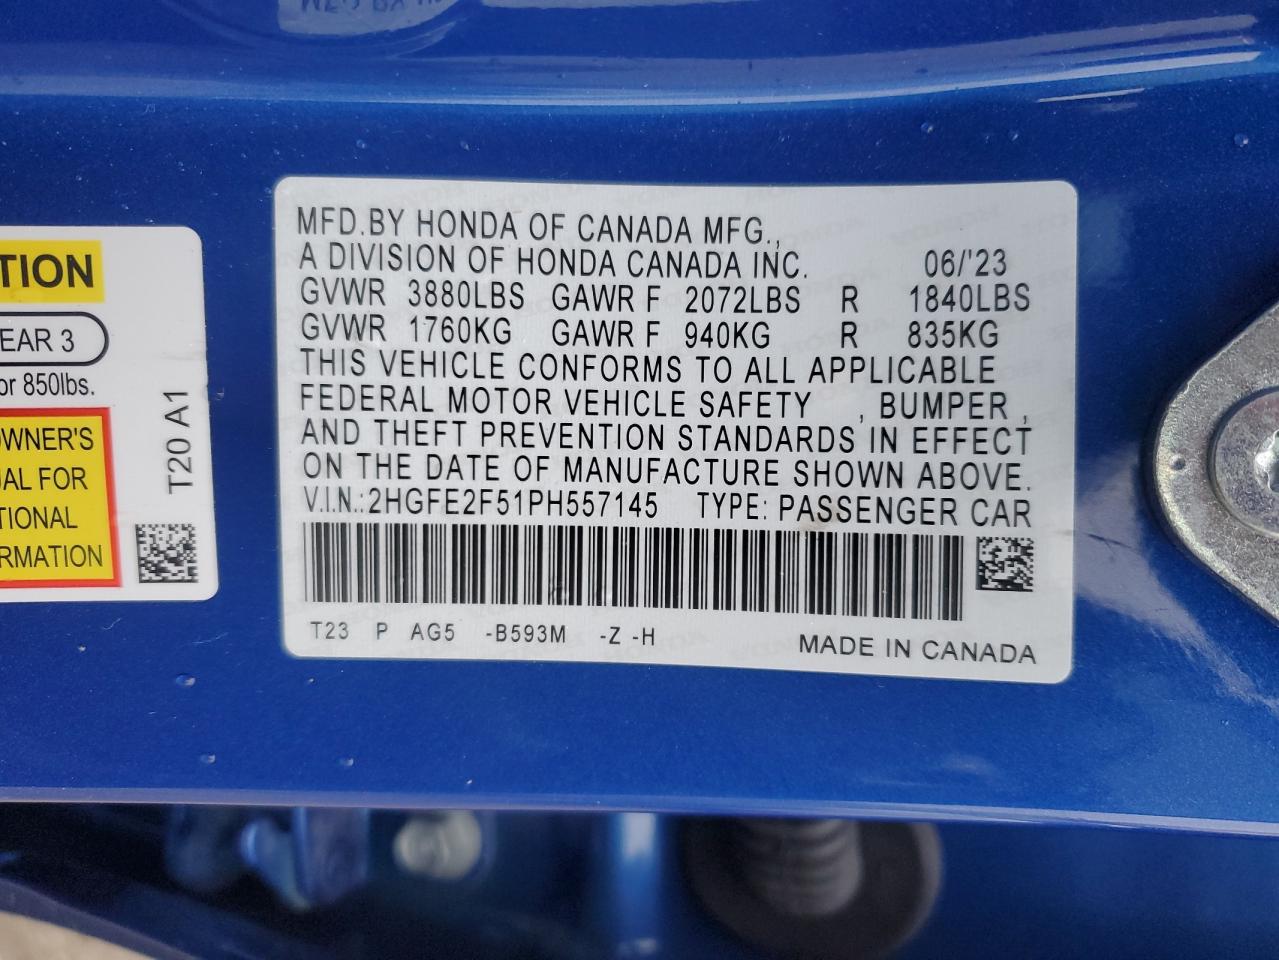 MFD.BY HONDA OF CANADA MFG.,
A DIVISION OF HONDA CANADA INC. 06/'23
GVWR 3880LBS GAWR F 2072LBS R 1840LBS
GVWR 1760KG GAWR F 940KG R 835KG
THIS VEHICLE CONFORMS TO ALL APPLICABLE
FEDERAL MOTOR VEHICLE SAFETY , BUMPER ,
AND THEFT PREVENTION STANDARDS IN EFFECT
ON THE DATE OF MANUFACTURE SHOWN ABOVE.
V.I.N.:2HGFE2F51PH557145 TYPE: PASSENGER CAR
T23 P AG5 -B593M -Z -H
MADE IN CANADA
TION
EAR 3
or 850lbs.
OWNER'S
UAL FOR
TIONAL
RMATION
T20 A1